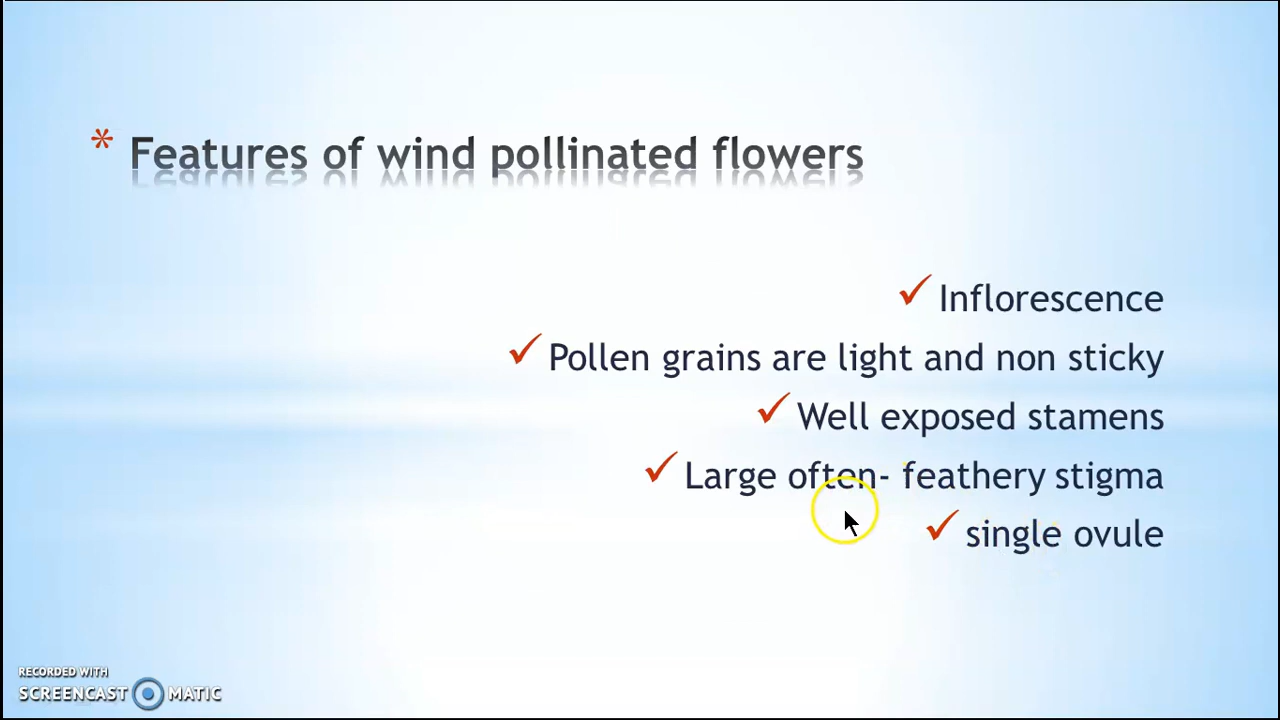 * Features of wind pollinated flowers
✓ Inflorescence
✓ Pollen grains are light and non sticky
✓ Well exposed stamens
✓ Large often- feathery stigma
✓ single ovule
RECORDED WITH
SCREENCAST MATIC